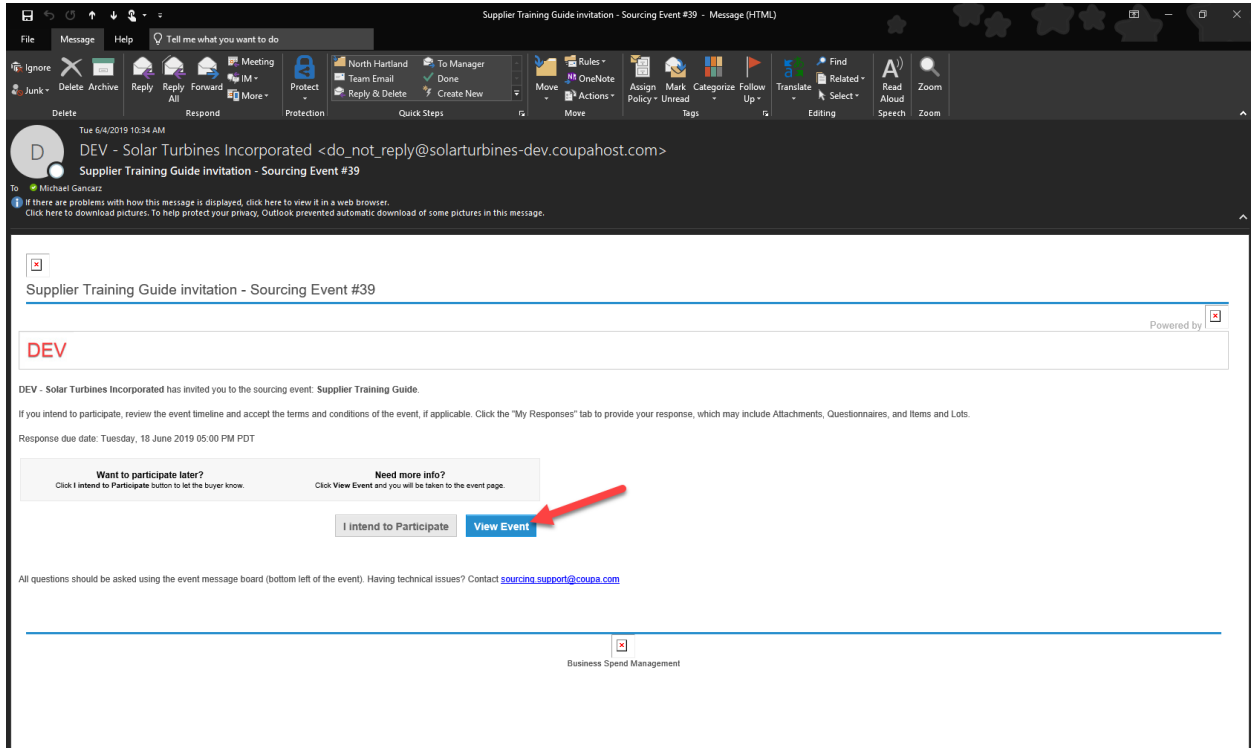 Supplier Training Guide invitation - Sourcing Event #39 - Message (HTML)
File Message Help Tell me what you want to do
Ignore
Junk
Delete Archive
Delete
Reply Reply All Forward
Meeting
IM
More
Respond
Protect
Protection
North Hartland To Manager
Team Email Done
Reply & Delete Create New
Quick Steps
Move
Rules
OneNote
Actions
Move
Assign Policy Mark Unread Categorize Follow Up
Tags
Translate
Find
Related
Select
Editing
Read Aloud
Speech
Zoom
Zoom
Tue 6/4/2019 10:34 AM
D
DEV - Solar Turbines Incorporated <do_not_reply@solarturbines-dev.coupahost.com>
Supplier Training Guide invitation - Sourcing Event #39
To Michael Gancarz
If there are problems with how this message is displayed, click here to view it in a web browser.
Click here to download pictures. To help protect your privacy, Outlook prevented automatic download of some pictures in this message.
Supplier Training Guide invitation - Sourcing Event #39
Powered by
DEV
DEV - Solar Turbines Incorporated has invited you to the sourcing event: Supplier Training Guide.
If you intend to participate, review the event timeline and accept the terms and conditions of the event, if applicable. Click the "My Responses" tab to provide your response, which may include Attachments, Questionnaires, and Items and Lots.
Response due date: Tuesday, 18 June 2019 05:00 PM PDT
Want to participate later?
Click I intend to Participate button to let the buyer know.
Need more info?
Click View Event and you will be taken to the event page.
I intend to Participate View Event
All questions should be asked using the event message board (bottom left of the event). Having technical issues? Contact sourcing.support@coupa.com
Business Spend Management